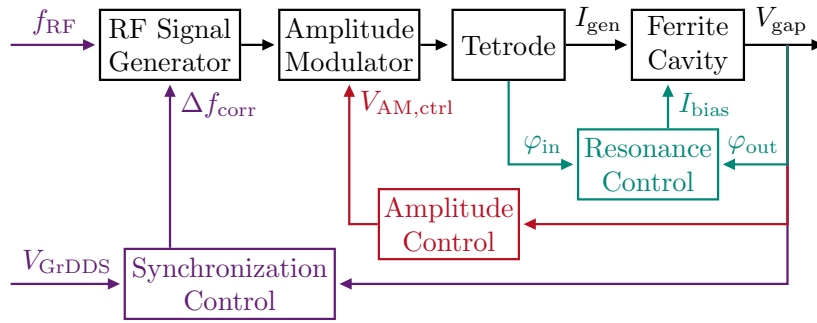 f_RF
RF Signal
Generator
Amplitude
Modulator
Tetrode
I_gen
Ferrite
Cavity
V_gap
Δf_corr
V_AM,ctrl
I_bias
φ_in
Resonance
Control
φ_out
Amplitude
Control
V_GrDDS
Synchronization
Control